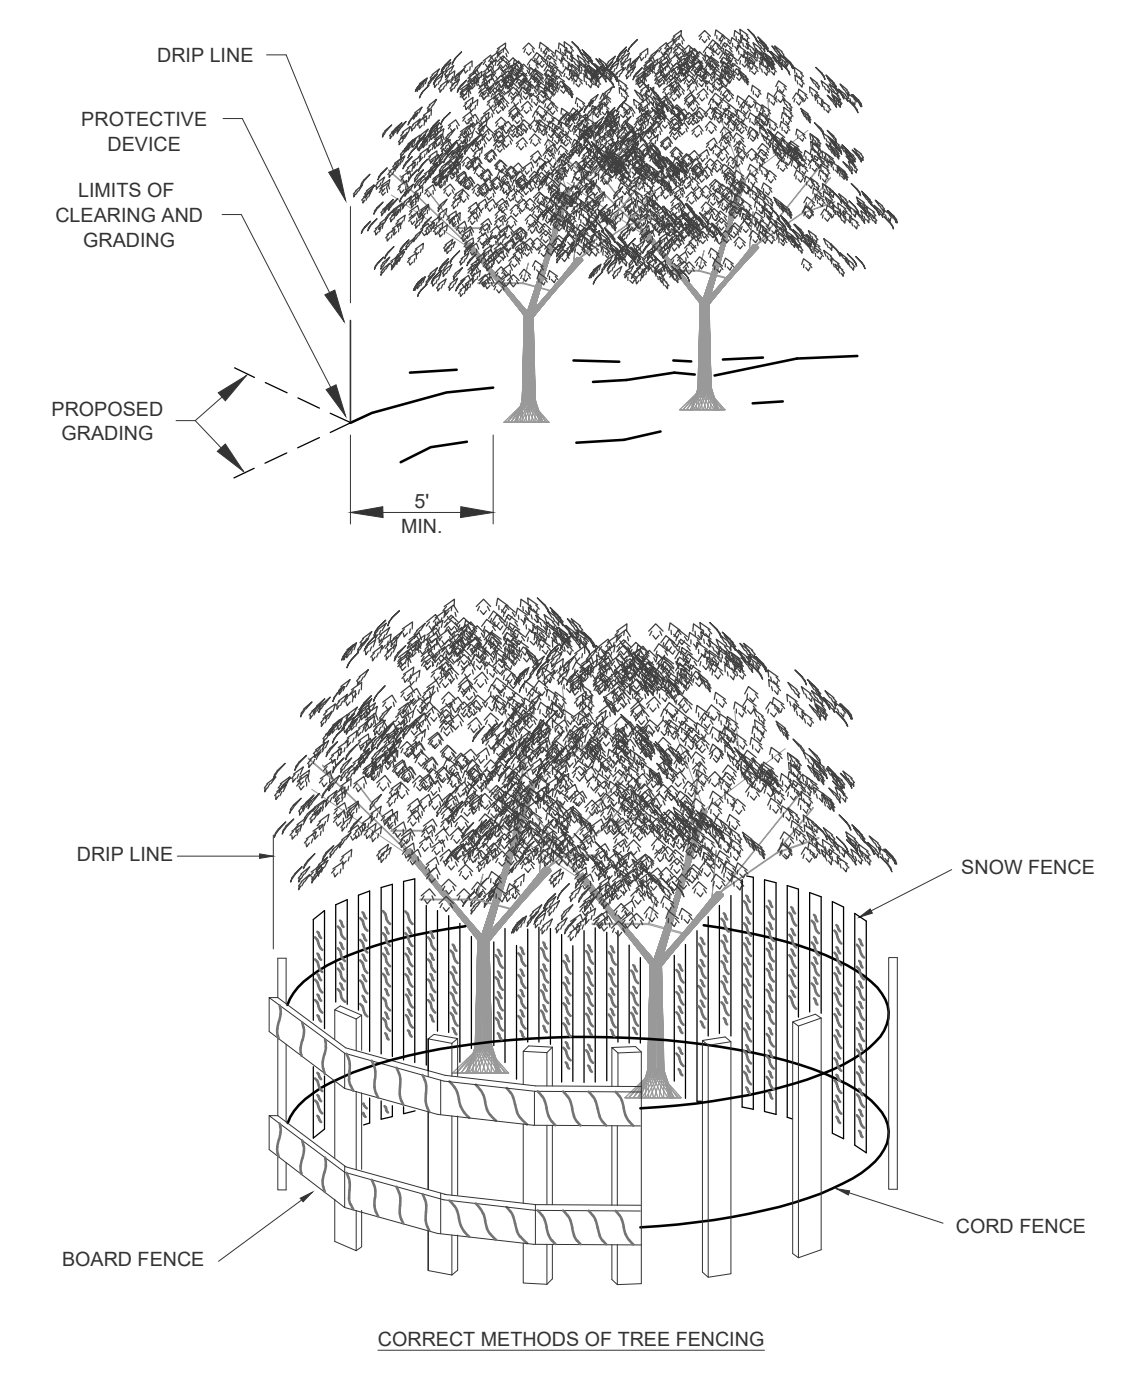 DRIP LINE
PROTECTIVE
DEVICE
LIMITS OF
CLEARING AND
GRADING
PROPOSED
GRADING
5'
MIN.
DRIP LINE
SNOW FENCE
CORD FENCE
BOARD FENCE
CORRECT METHODS OF TREE FENCING